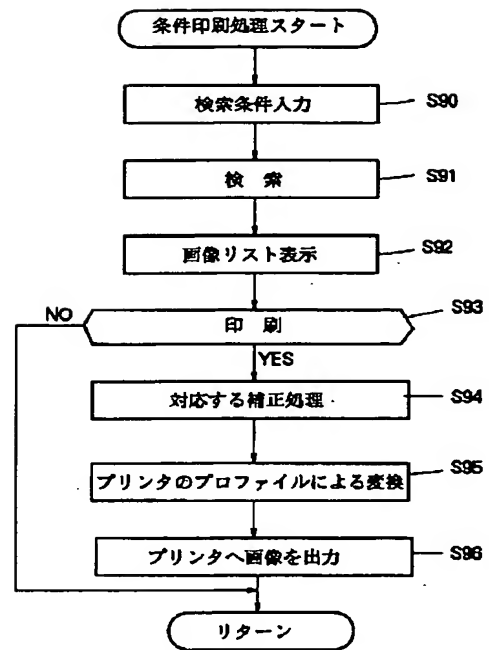 条件印刷処理スタート
検索条件入力 S90
検 索 S91
画像リスト表示 S92
印 刷 S93
NO
YES
対応する補正処理 S94
プリンタのプロファイルによる変換 S95
プリンタへ画像を出力 S96
リターン